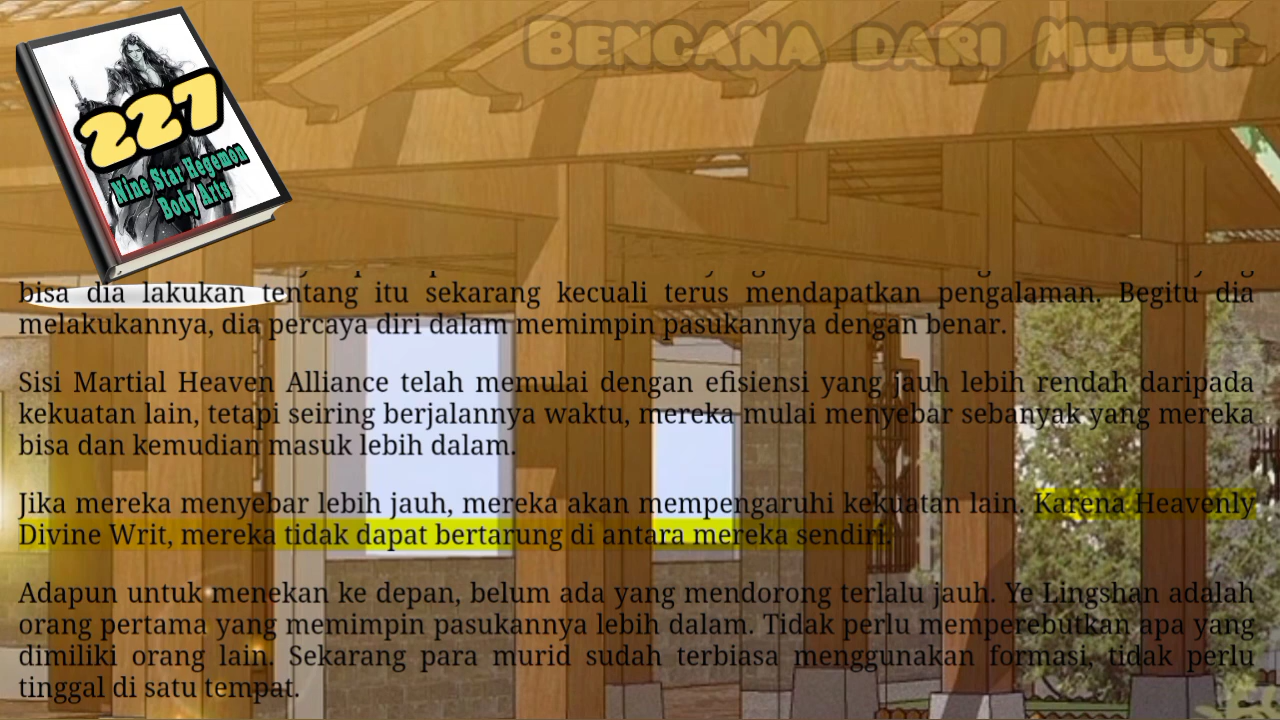 Bencana dari Mulut
227
Nine Star Hegemon
Body Arts
bisa dia lakukan tentang itu sekarang kecuali terus mendapatkan pengalaman. Begitu dia
melakukannya, dia percaya diri dalam memimpin pasukannya dengan benar.
Sisi Martial Heaven Alliance telah memulai dengan efisiensi yang jauh lebih rendah daripada
kekuatan lain, tetapi seiring berjalannya waktu, mereka mulai menyebar sebanyak yang mereka
bisa dan kemudian masuk lebih dalam.
Jika mereka menyebar lebih jauh, mereka akan mempengaruhi kekuatan lain. Karena Heavenly
Divine Writ, mereka tidak dapat bertarung di antara mereka sendiri.
Adapun untuk menekan ke depan, belum ada yang mendorong terlalu jauh. Ye Lingshan adalah
orang pertama yang memimpin pasukannya lebih dalam. Tidak perlu memperebutkan apa yang
dimiliki orang lain. Sekarang para murid sudah terbiasa menggunakan formasi, tidak perlu
tinggal di satu tempat.